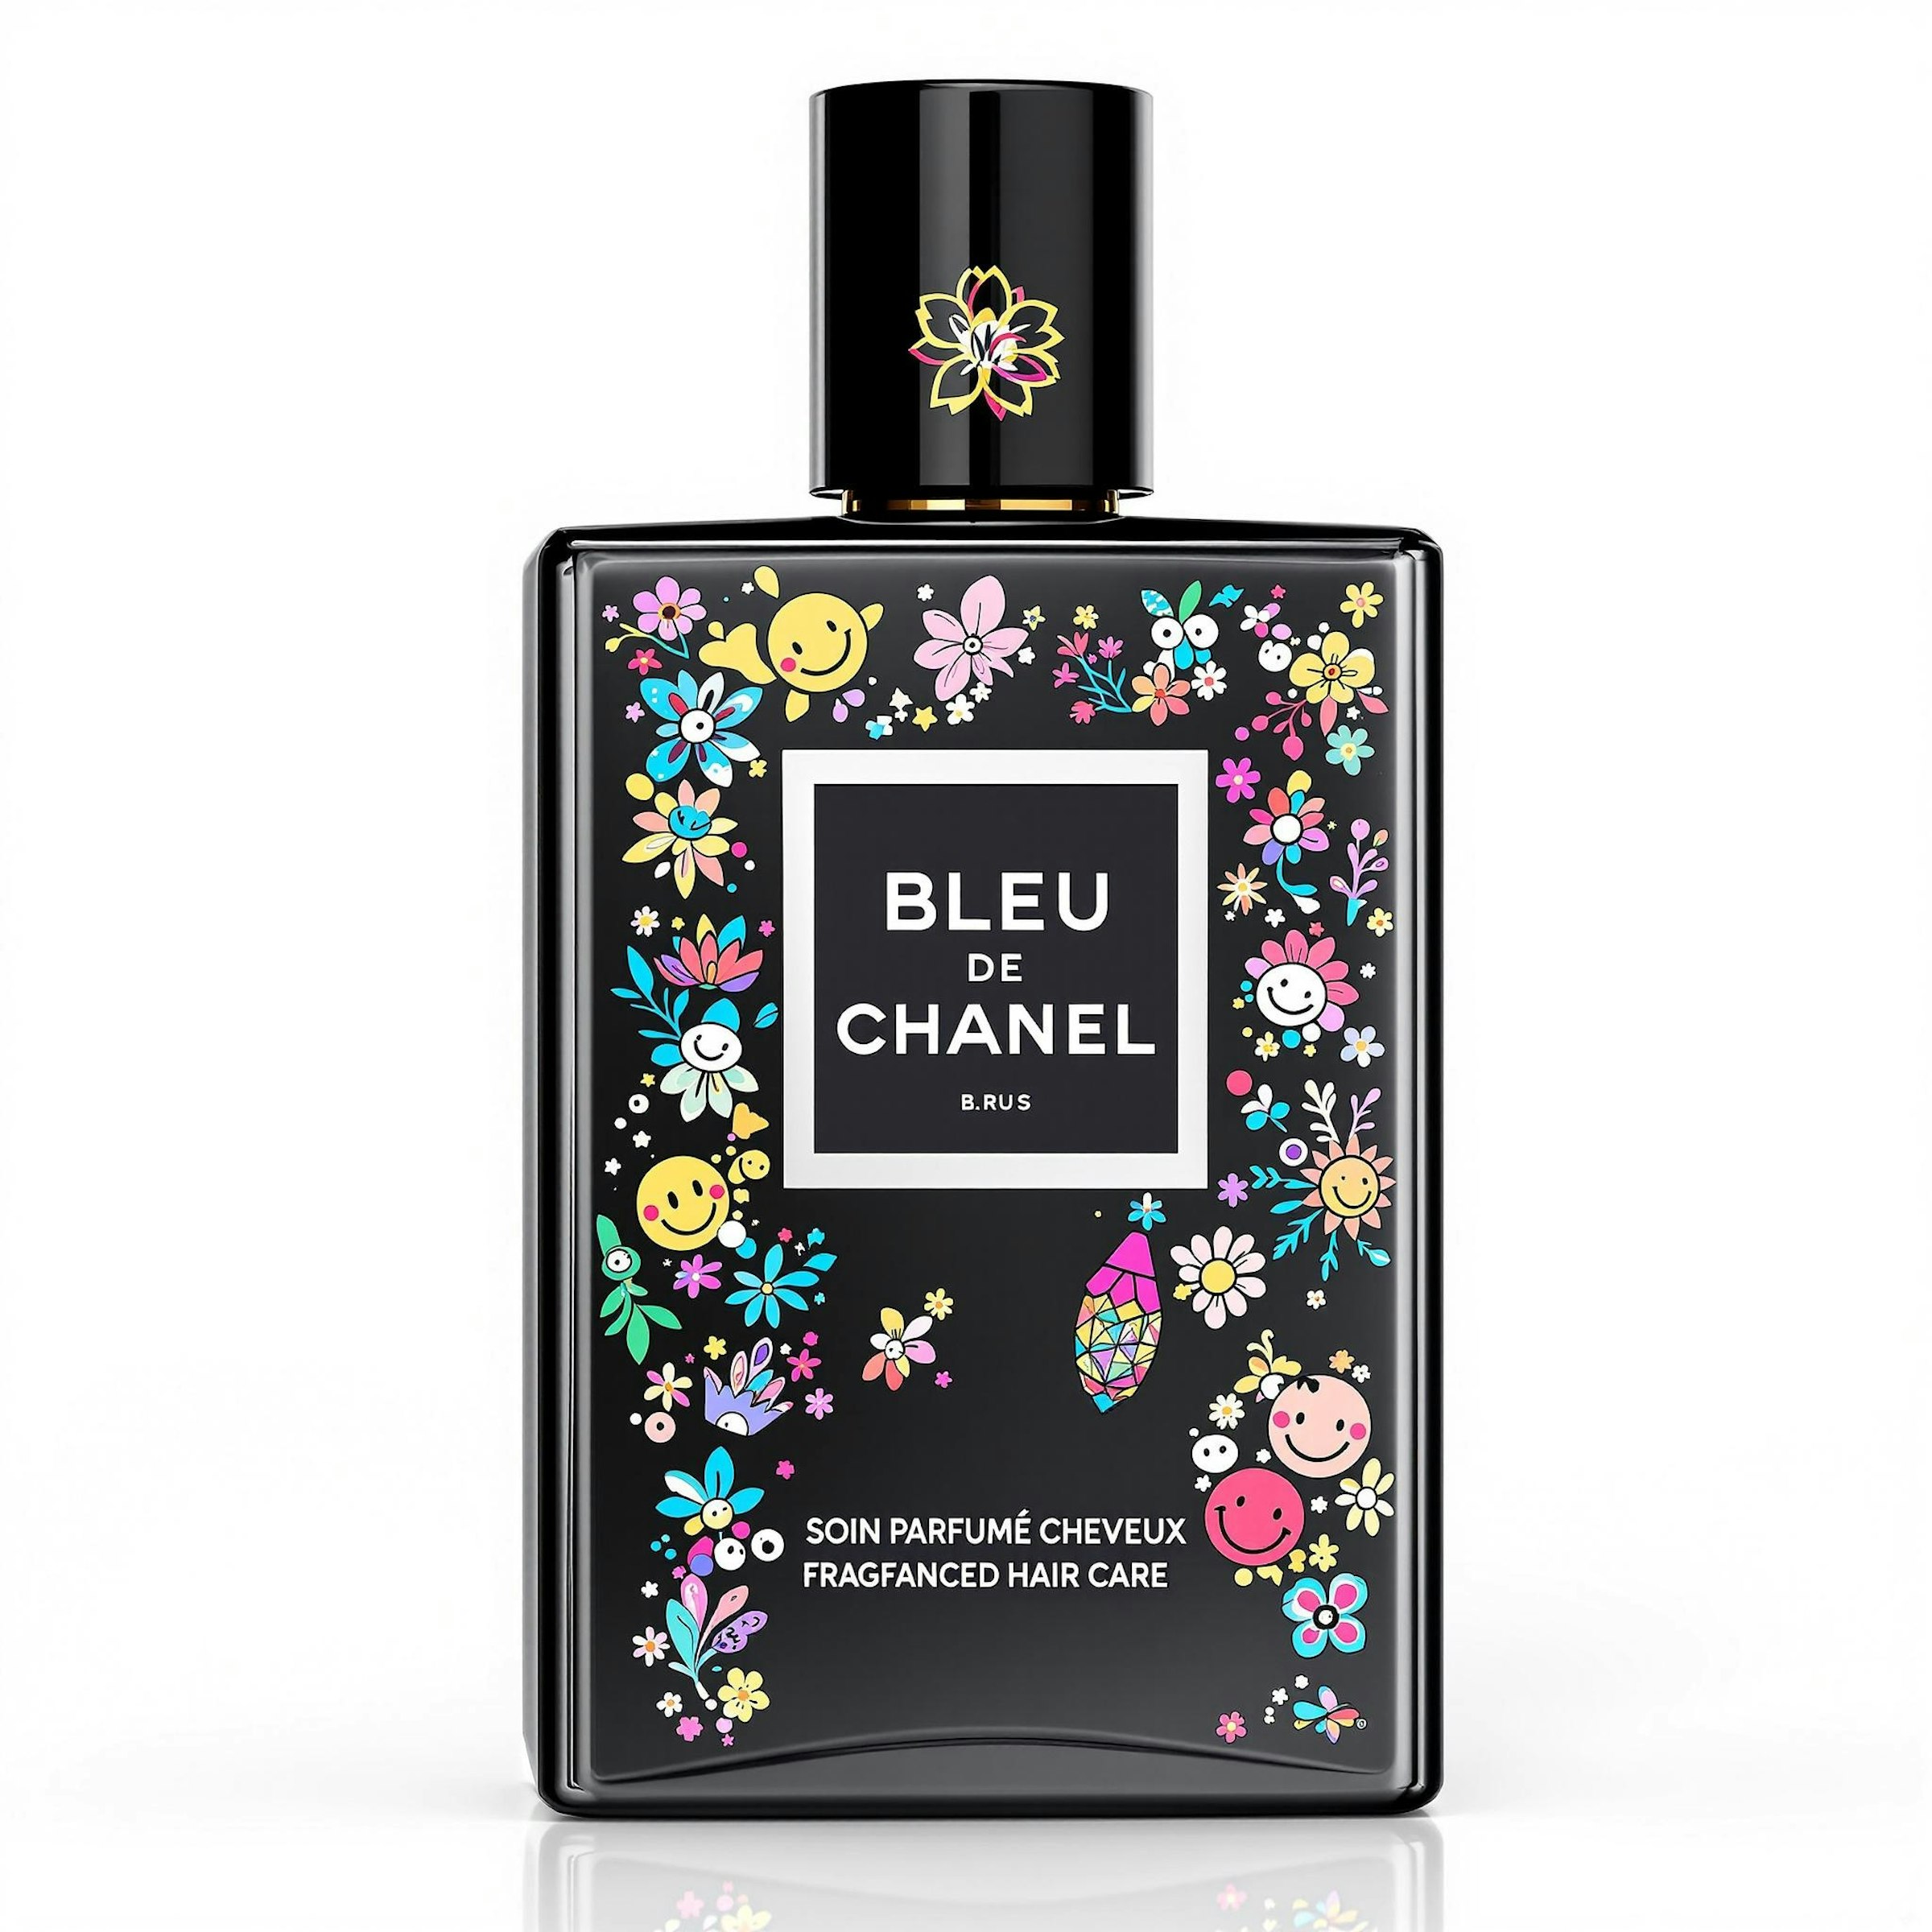 BLEU
DE
CHANEL
B.RUS
SOIN PARFUMÉ CHEVEUX
FRAGFANCED HAIR CARE